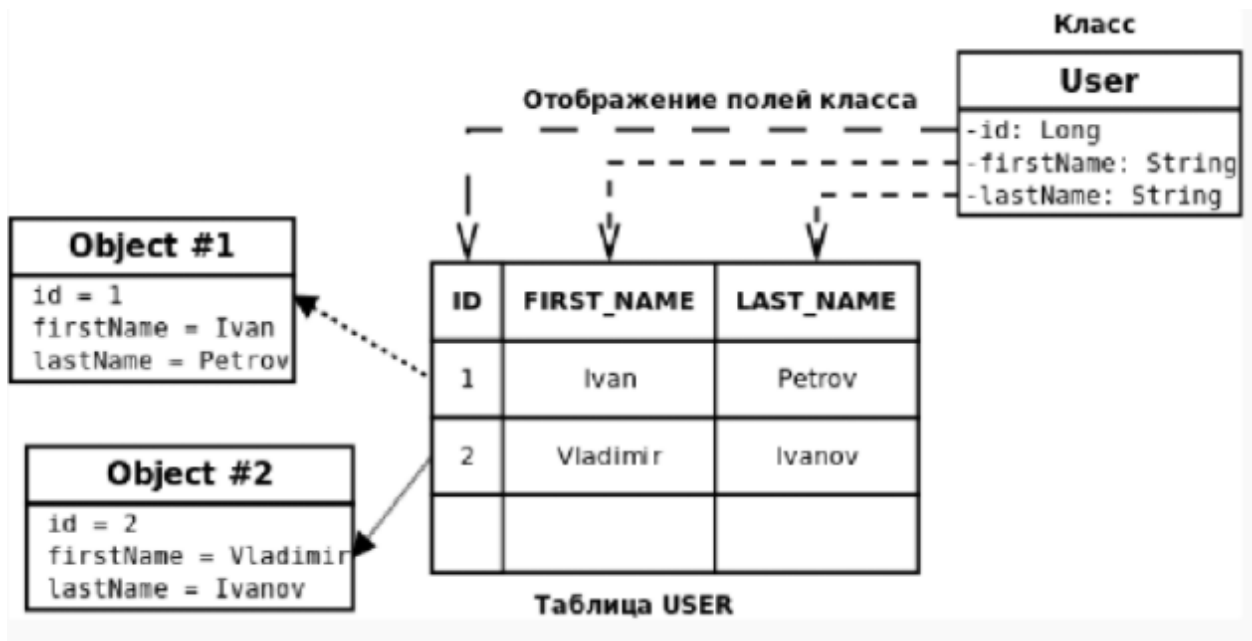 Класс
User
-id: Long
-firstName: String
-lastName: String
Отображение полей класса
Object #1
id = 1
firstName = Ivan
lastName = Petrov
Object #2
id = 2
firstName = Vladimir
lastName = Ivanov
ID FIRST_NAME LAST_NAME
1 Ivan Petrov
2 Vladimir Ivanov
Таблица USER